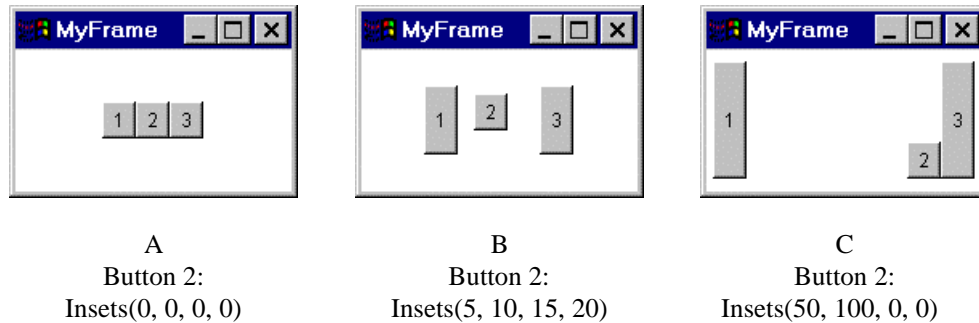 MyFrame
1 2 3
MyFrame
1 2 3
MyFrame
1 2 3
A
Button 2:
Insets(0, 0, 0, 0)
B
Button 2:
Insets(5, 10, 15, 20)
C
Button 2:
Insets(50, 100, 0, 0)